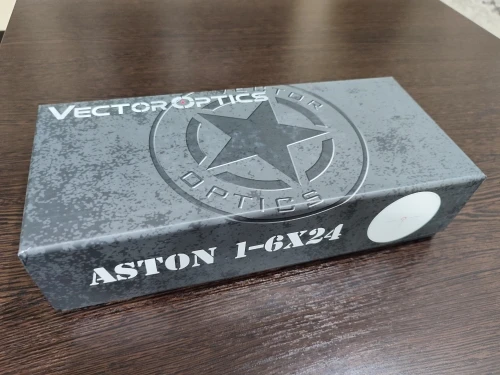 VECTOR OPTICS
VECTOR
OPTICS
ASTON 1-6X24